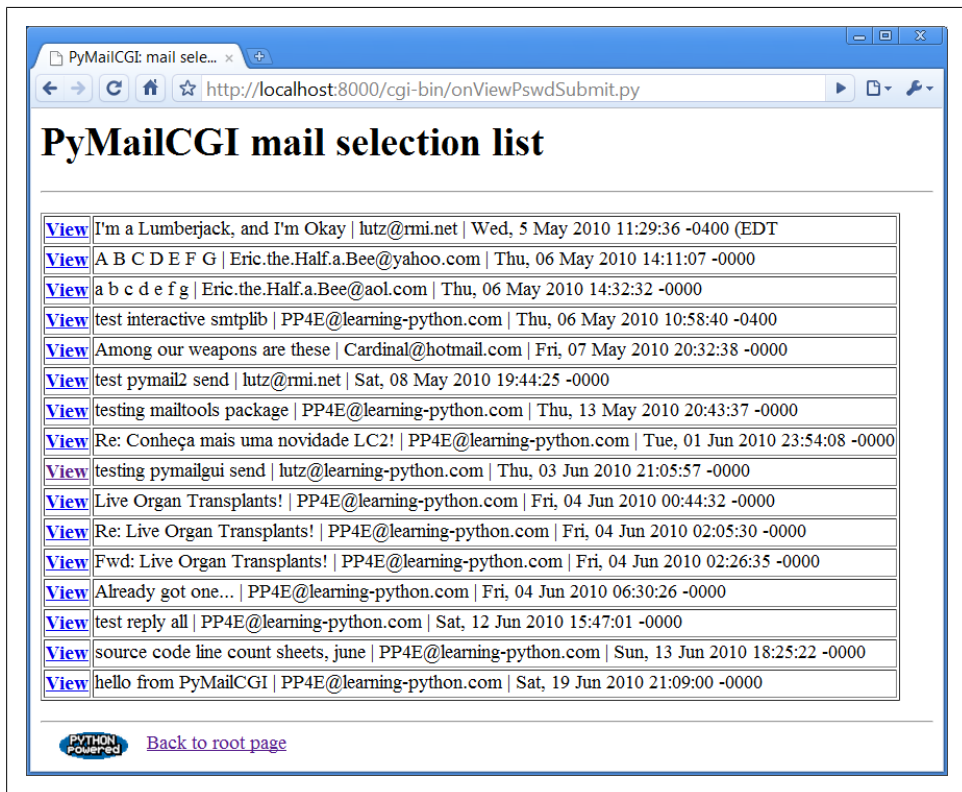 PyMailCGI: mail sele...
http://localhost:8000/cgi-bin/onViewPswdSubmit.py
PyMailCGI mail selection list
View I'm a Lumberjack, and I'm Okay | lutz@rmi.net | Wed, 5 May 2010 11:29:36 -0400 (EDT
View A B C D E F G | Eric.the.Half.a.Bee@yahoo.com | Thu, 06 May 2010 14:11:07 -0000
View a b c d e f g | Eric.the.Half.a.Bee@aol.com | Thu, 06 May 2010 14:32:32 -0000
View test interactive smtplib | PP4E@learning-python.com | Thu, 06 May 2010 10:58:40 -0400
View Among our weapons are these | Cardinal@hotmail.com | Fri, 07 May 2010 20:32:38 -0000
View test pymail2 send | lutz@rmi.net | Sat, 08 May 2010 19:44:25 -0000
View testing mailtools package | PP4E@learning-python.com | Thu, 13 May 2010 20:43:37 -0000
View Re: Conheça mais uma novidade LC2! | PP4E@learning-python.com | Tue, 01 Jun 2010 23:54:08 -0000
View testing pymailgui send | lutz@learning-python.com | Thu, 03 Jun 2010 21:05:57 -0000
View Live Organ Transplants! | PP4E@learning-python.com | Fri, 04 Jun 2010 00:44:32 -0000
View Re: Live Organ Transplants! | PP4E@learning-python.com | Fri, 04 Jun 2010 02:05:30 -0000
View Fwd: Live Organ Transplants! | PP4E@learning-python.com | Fri, 04 Jun 2010 02:26:35 -0000
View Already got one... | PP4E@learning-python.com | Fri, 04 Jun 2010 06:30:26 -0000
View test reply all | PP4E@learning-python.com | Sat, 12 Jun 2010 15:47:01 -0000
View source code line count sheets, june | PP4E@learning-python.com | Sun, 13 Jun 2010 18:25:22 -0000
View hello from PyMailCGI | PP4E@learning-python.com | Sat, 19 Jun 2010 21:09:00 -0000
PYTHON
Powered
Back to root page